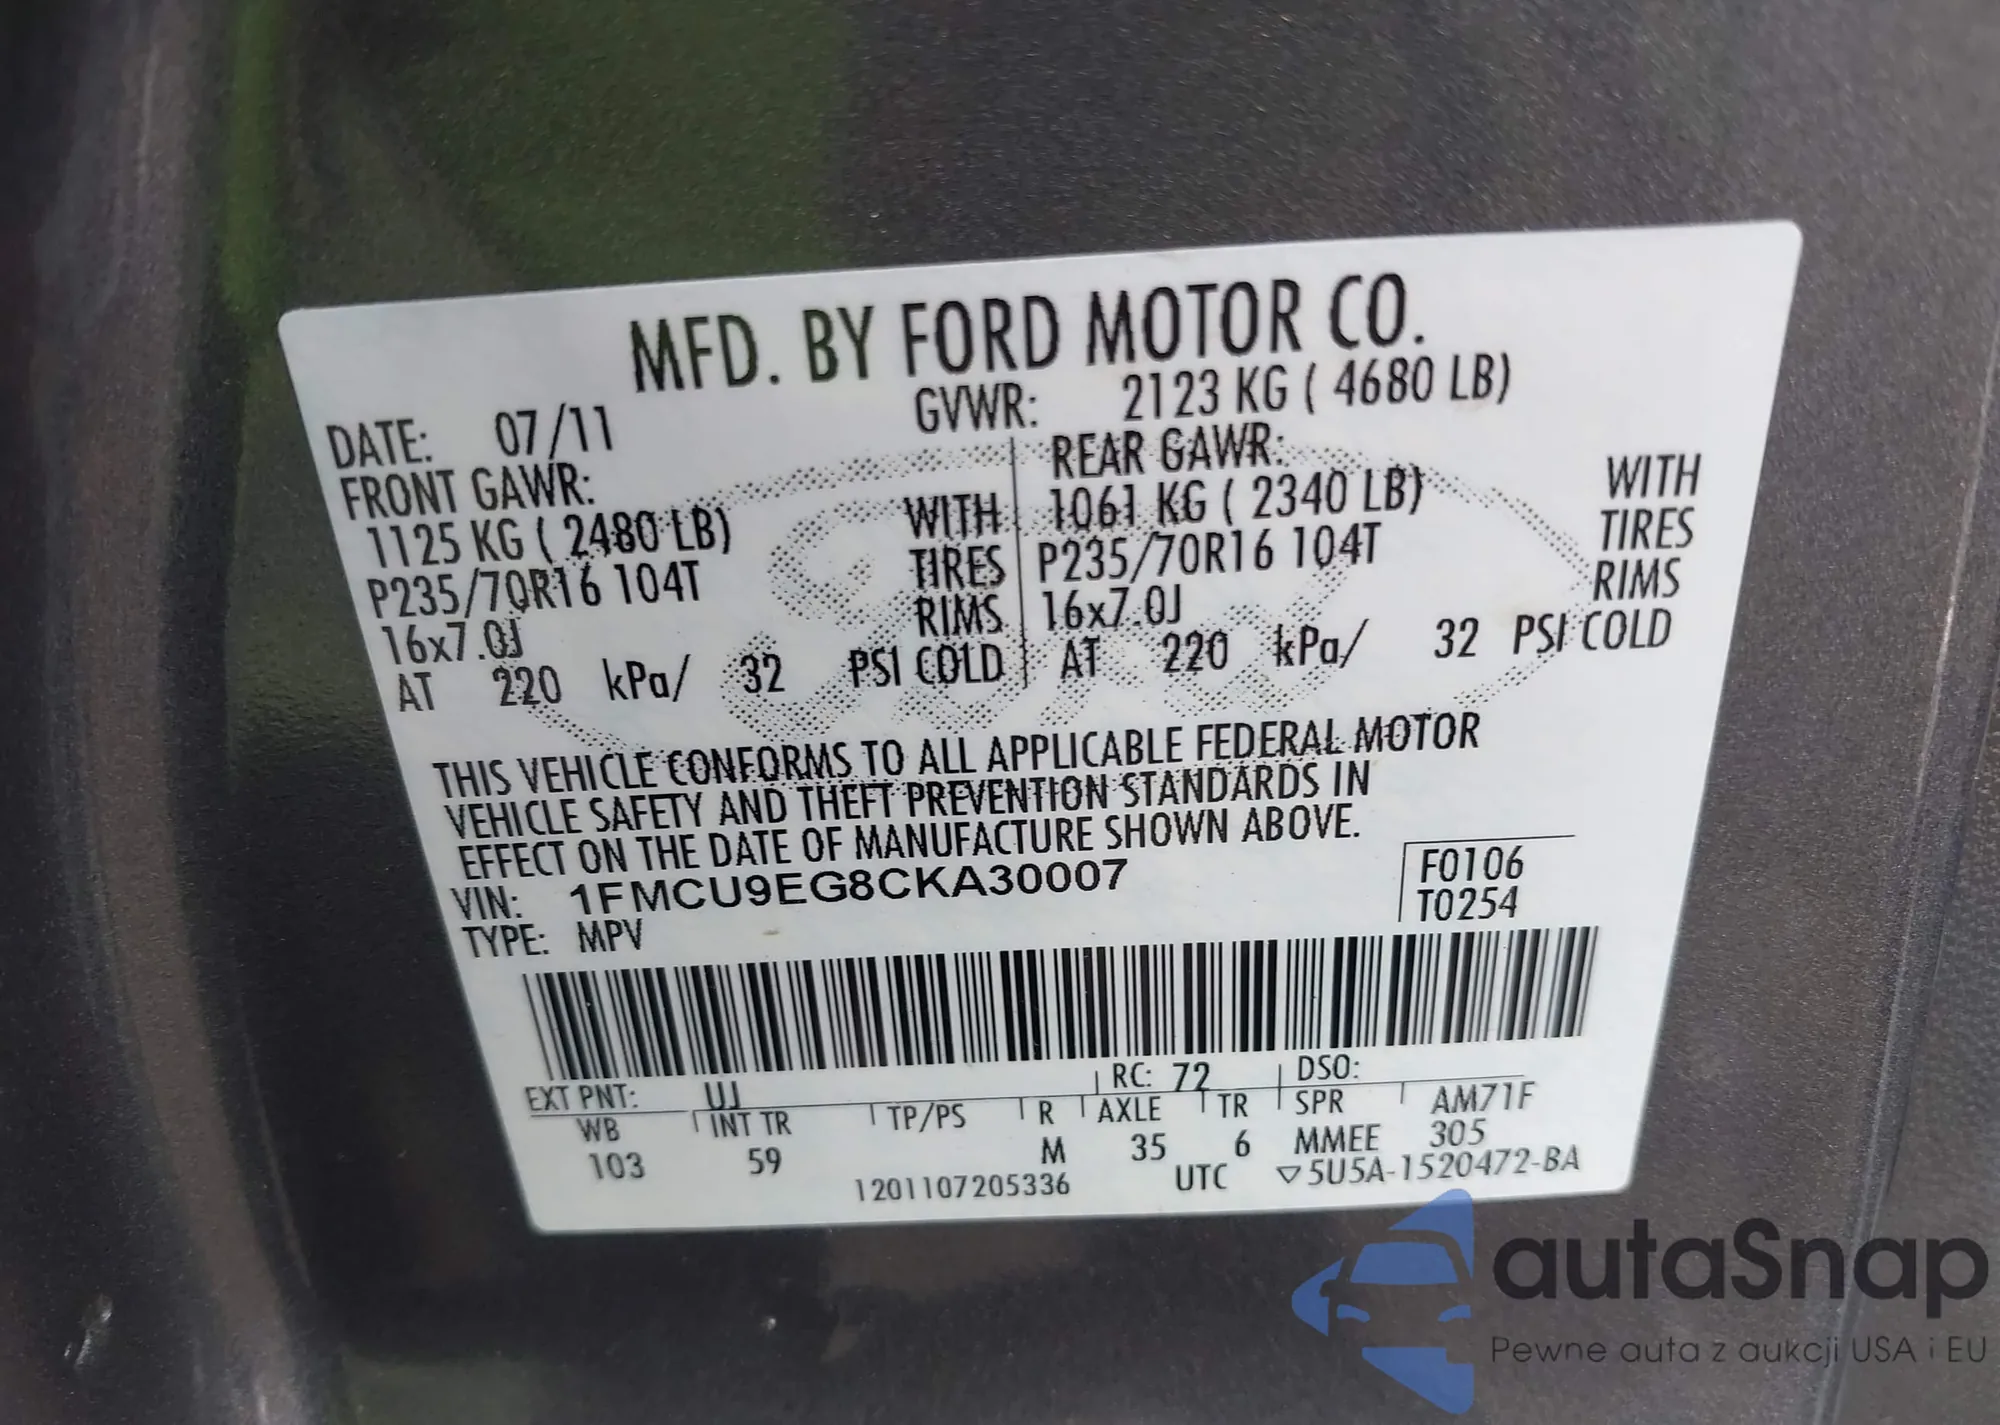 MFD. BY FORD MOTOR CO.
DATE: 07/11 GVWR: 2123 KG ( 4680 LB)
FRONT GAWR: REAR GAWR:
1125 KG ( 2480 LB) WITH 1061 KG ( 2340 LB) WITH
P235/70R16 104T TIRES P235/70R16 104T TIRES
16x7.0J RIMS 16x7.0J RIMS
AT 220 kPa/ 32 PSI COLD AT 220 kPa/ 32 PSI COLD
THIS VEHICLE CONFORMS TO ALL APPLICABLE FEDERAL MOTOR
VEHICLE SAFETY AND THEFT PREVENTION STANDARDS IN
EFFECT ON THE DATE OF MANUFACTURE SHOWN ABOVE.
VIN: 1FMCU9EG8CKA30007 F0106
TYPE: MPV T0254
EXT PNT: UJ RC: 72 DSO:
WB INT TR TP/PS R AXLE TR SPR AM71F
103 59 M 35 6 MMEE 305
1201107205336 UTC ▽5U5A-1520472-BA
autaSnap
Pewne auta z aukcji USA i EU